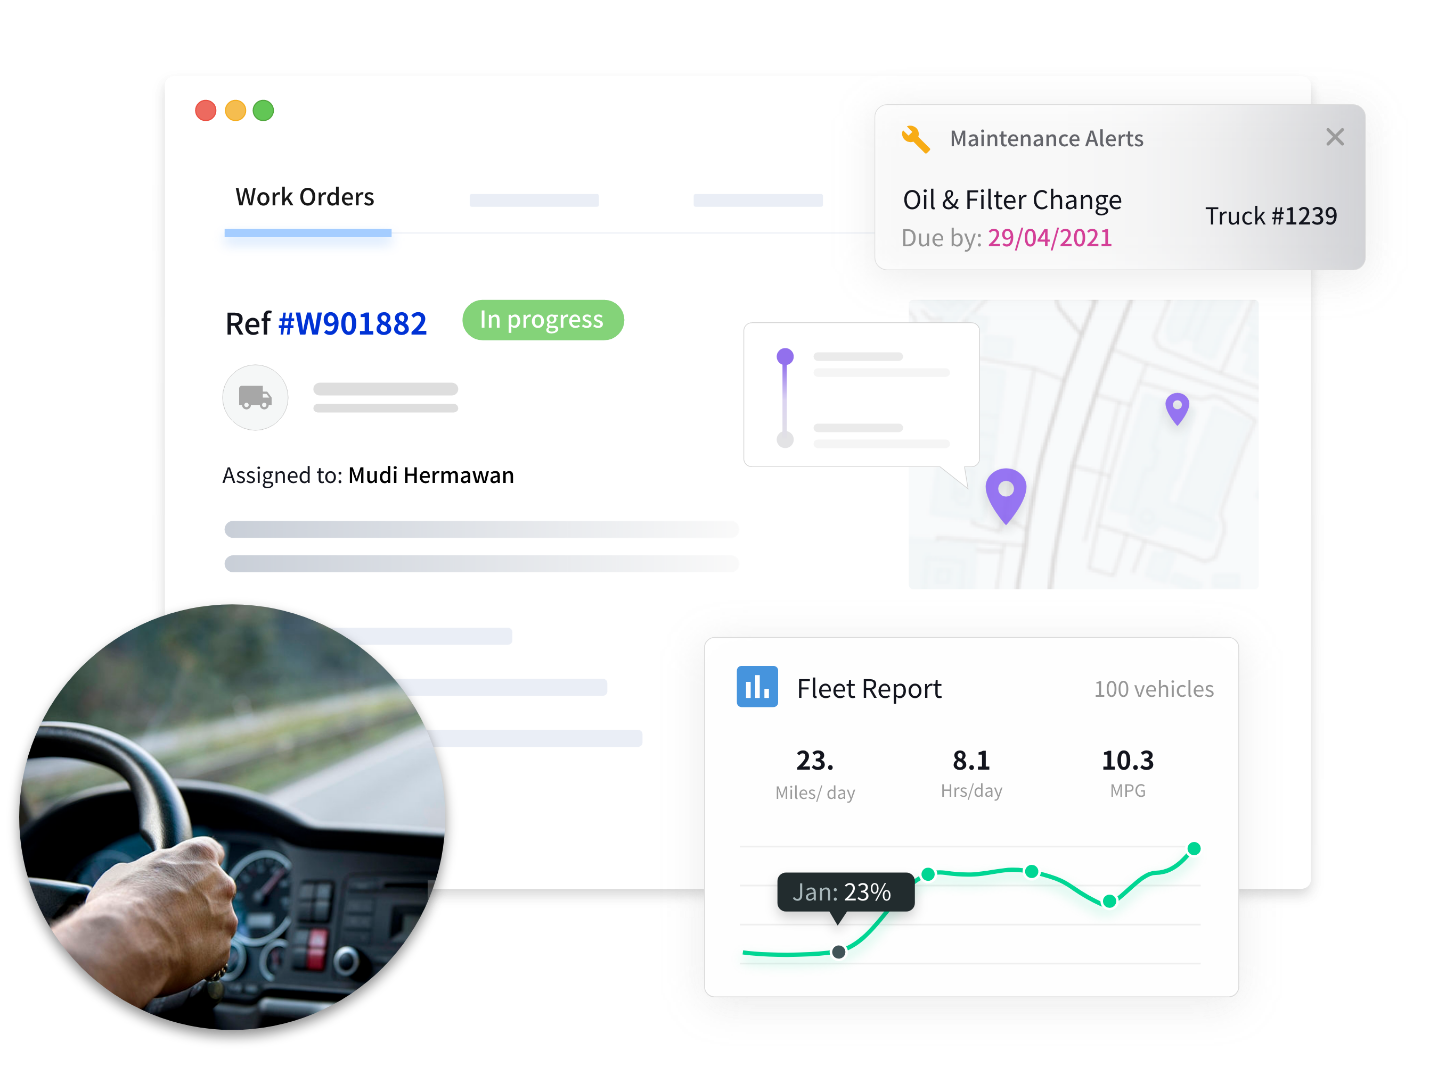 Maintenance Alerts
Oil & Filter Change
Due by: 29/04/2021
Truck #1239
Work Orders
Ref #W901882
In progress
Assigned to: Mudi Hermawan
Fleet Report
100 vehicles
23.
Miles/ day
8.1
Hrs/day
10.3
MPG
Jan: 23%